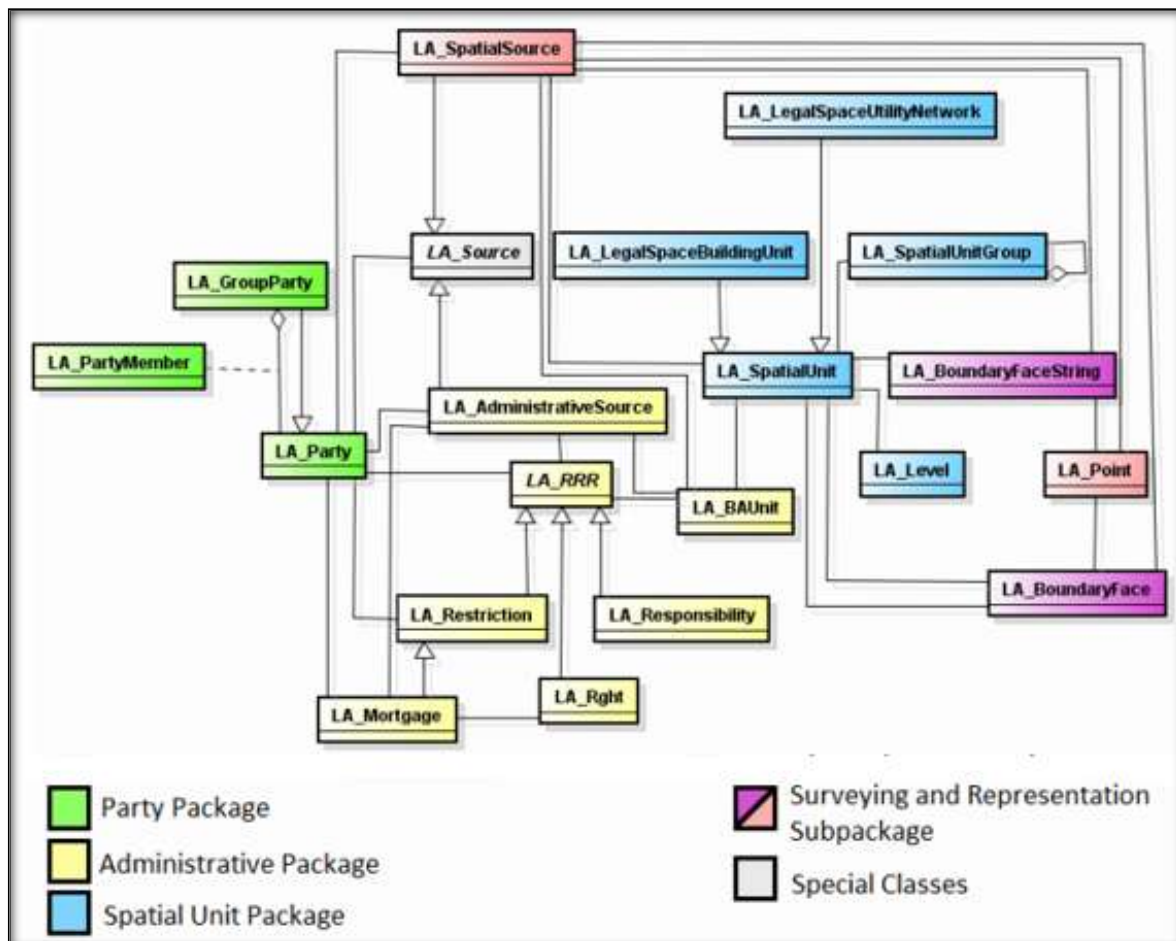 LA_SpatialSource
LA_LegalSpaceUtilityNetwork
LA_Source
LA_LegalSpaceBuildingUnit
LA_SpatialUnitGroup
LA_GroupParty
LA_PartyMember
LA_SpatialUnit
LA_BoundaryFaceString
LA_AdministrativeSource
LA_Party
LA_RRR
LA_Level
LA_Point
LA_BAUnit
LA_BoundaryFace
LA_Restriction
LA_Responsibility
LA_Rght
LA_Mortgage
Party Package
Administrative Package
Spatial Unit Package
Surveying and Representation
Subpackage
Special Classes